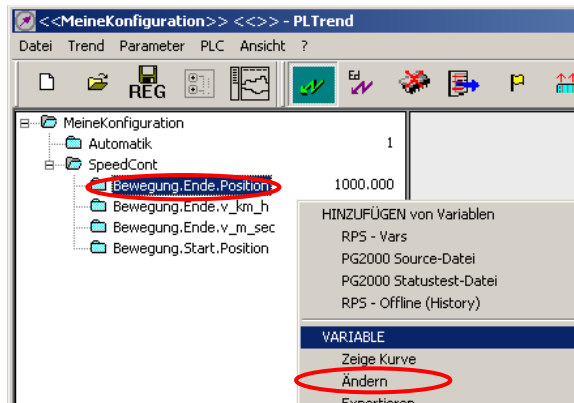 <<MeineKonfiguration>> <<>> - PLTrend
Datei Trend Parameter PLC Ansicht ?
REG Ed
MeineKonfiguration
Automatik 1
SpeedCont
Bewegung.Ende.Position 1000.000
Bewegung.Ende.v_km_h
Bewegung.Ende.v_m_sec
Bewegung.Start.Position
HINZUFÜGEN von Variablen
RPS - Vars
PG2000 Source-Datei
PG2000 Statustest-Datei
RPS - Offline (History)
VARIABLE
Zeige Kurve
Ändern
Exportieren